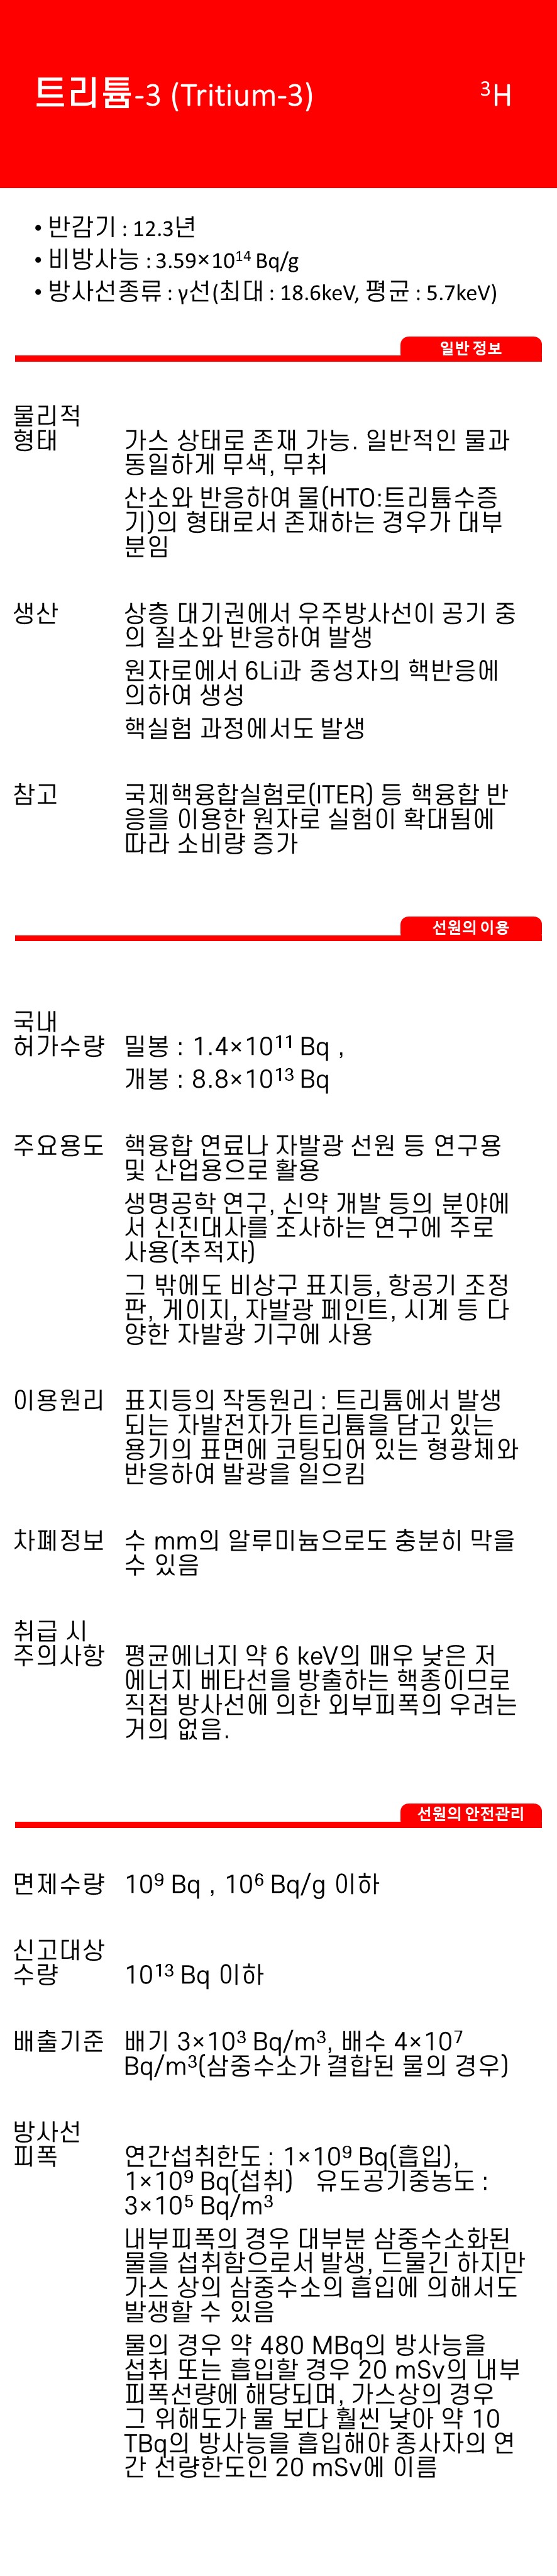 트리튬-3 (Tritium-3) ³H
• 반감기 : 12.3년
• 비방사능 : 3.59×10¹⁴ Bq/g
• 방사선종류 : γ선(최대 : 18.6keV, 평균 : 5.7keV)
일반 정보
물리적
형태 가스 상태로 존재 가능. 일반적인 물과
동일하게 무색, 무취
산소와 반응하여 물(HTO:트리튬수증
기)의 형태로서 존재하는 경우가 대부
분임
생산 상층 대기권에서 우주방사선이 공기 중
의 질소와 반응하여 발생
원자로에서 6Li과 중성자의 핵반응에
의하여 생성
핵실험 과정에서도 발생
참고 국제핵융합실험로(ITER) 등 핵융합 반
응을 이용한 원자로 실험이 확대됨에
따라 소비량 증가
선원의 이용
국내
허가수량 밀봉 : 1.4×10¹¹ Bq ,
개봉 : 8.8×10¹³ Bq
주요용도 핵융합 연료나 자발광 선원 등 연구용
및 산업용으로 활용
생명공학 연구, 신약 개발 등의 분야에
서 신진대사를 조사하는 연구에 주로
사용(추적자)
그 밖에도 비상구 표지등, 항공기 조정
판, 게이지, 자발광 페인트, 시계 등 다
양한 자발광 기구에 사용
이용원리 표지등의 작동원리 : 트리튬에서 발생
되는 자발전자가 트리튬을 담고 있는
용기의 표면에 코팅되어 있는 형광체와
반응하여 발광을 일으킴
차폐정보 수 mm의 알루미늄으로도 충분히 막을
수 있음
취급 시
주의사항 평균에너지 약 6 keV의 매우 낮은 저
에너지 베타선을 방출하는 핵종이므로
직접 방사선에 의한 외부피폭의 우려는
거의 없음.
선원의 안전관리
면제수량 10⁹ Bq , 10⁶ Bq/g 이하
신고대상
수량 10¹³ Bq 이하
배출기준 배기 3×10³ Bq/m³, 배수 4×10⁷
Bq/m³(삼중수소가 결합된 물의 경우)
방사선
피폭 연간섭취한도 : 1×10⁹ Bq(흡입),
1×10⁹ Bq(섭취) 유도공기중농도 :
3×10⁵ Bq/m³
내부피폭의 경우 대부분 삼중수소화된
물을 섭취함으로서 발생, 드물긴 하지만
가스 상의 삼중수소의 흡입에 의해서도
발생할 수 있음
물의 경우 약 480 MBq의 방사능을
섭취 또는 흡입할 경우 20 mSv의 내부
피폭선량에 해당되며, 가스상의 경우
그 위해도가 물 보다 훨씬 낮아 약 10
TBq의 방사능을 흡입해야 종사자의 연
간 선량한도인 20 mSv에 이름